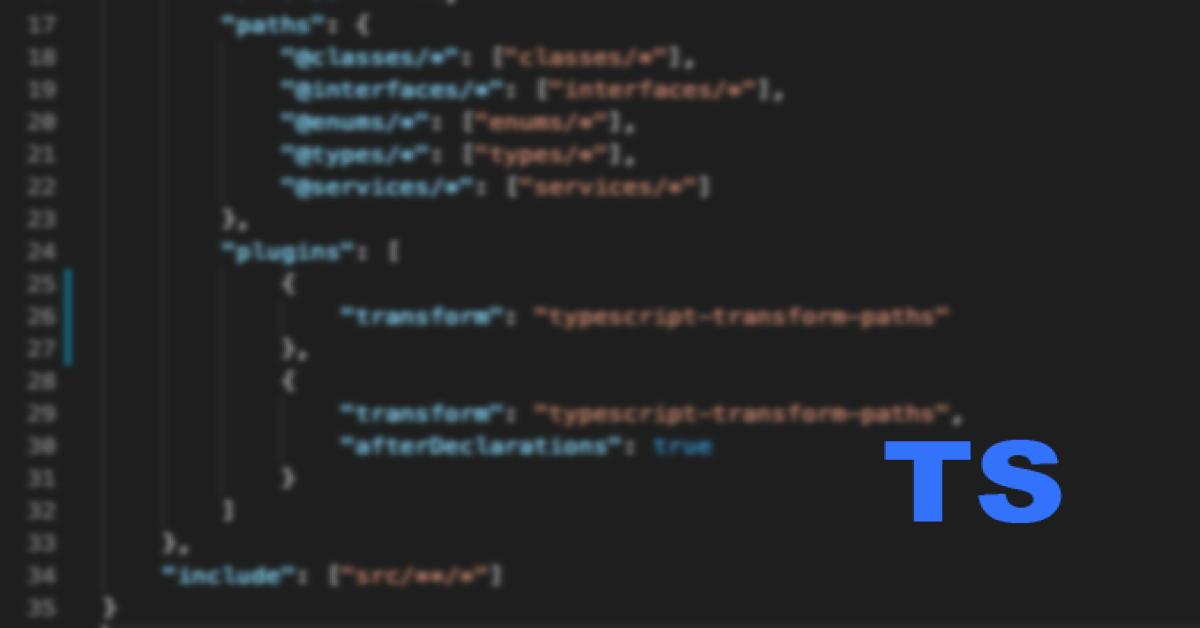 17 "paths": {
18 "@classes/*": ["classes/*"],
19 "@interfaces/*": ["interfaces/*"],
20 "@enums/*": ["enums/*"],
21 "@types/*": ["types/*"],
22 "@services/*": ["services/*"]
23 },
24 "plugins": [
25 {
26 "transform": "typescript-transform-paths"
27 },
28 {
29 "transform": "typescript-transform-paths",
30 "afterDeclarations": true
31 }
32 ]
33 },
34 "include": ["src/**/*"]
35 }
TS